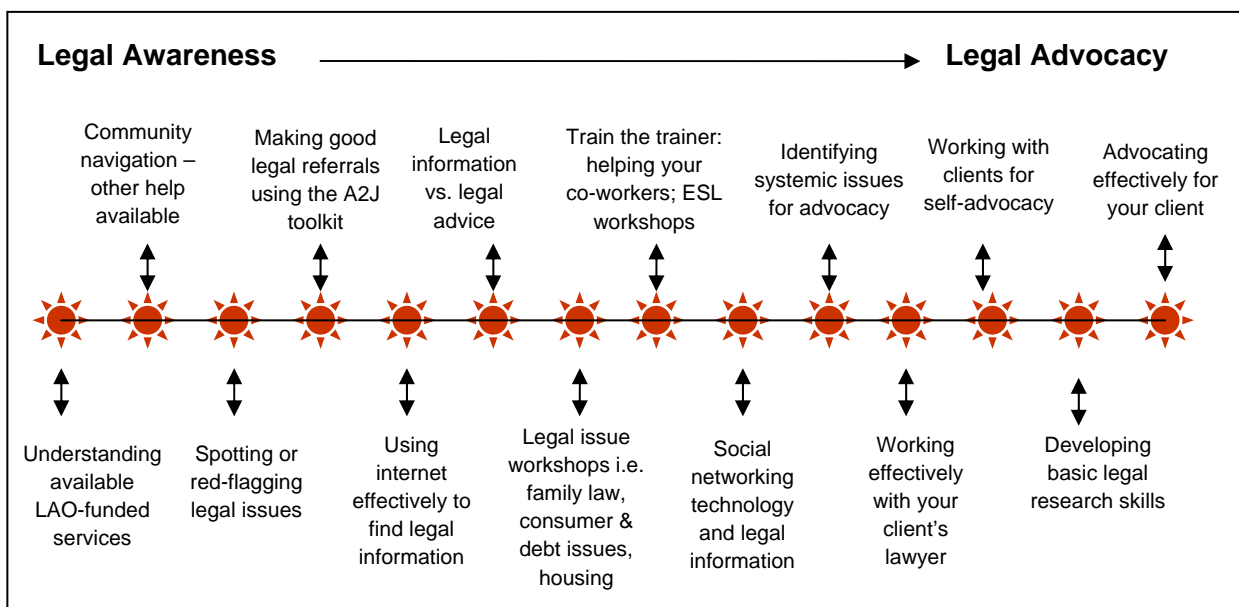 Legal Awareness
Legal Advocacy
Community
navigation –
other help
available
Making good
legal referrals
using the A2J
toolkit
Legal
information
vs. legal
advice
Train the trainer:
helping your
co-workers; ESL
workshops
Identifying
systemic issues
for advocacy
Working with
clients for
self-advocacy
Advocating
effectively for
your client
Understanding
available
LAO-funded
services
Spotting or
red-flagging
legal issues
Using
internet
effectively to
find legal
information
Legal issue
workshops i.e.
family law,
consumer &
debt issues,
housing
Social
networking
technology
and legal
information
Working
effectively
with your
client’s
lawyer
Developing
basic legal
research skills